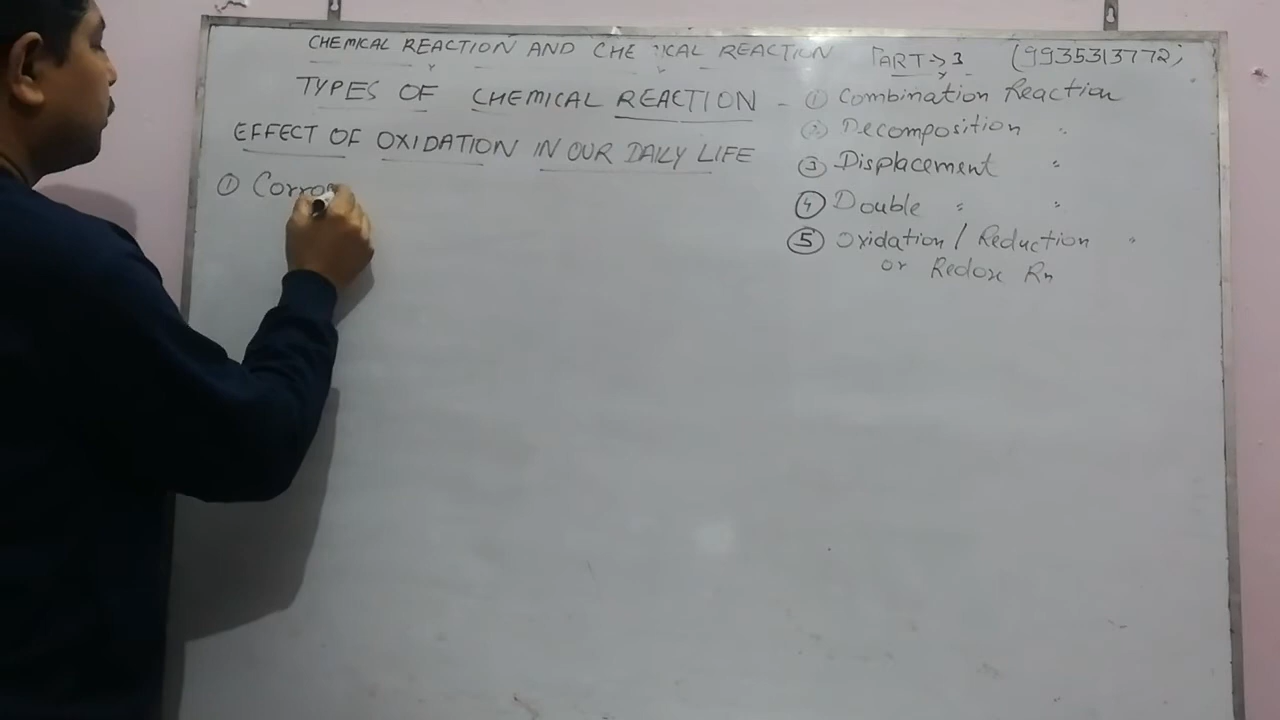 CHEMICAL REACTION AND CHE ICAL REACTION PART → 3 (9935313772)
TYPES OF CHEMICAL REACTION - ① Combination Reaction
② Decomposition "
EFFECT OF OXIDATION IN OUR DAILY LIFE
③ Displacement "
① Corro
④ Double " "
⑤ Oxidation / Reduction "
or Redox Rn